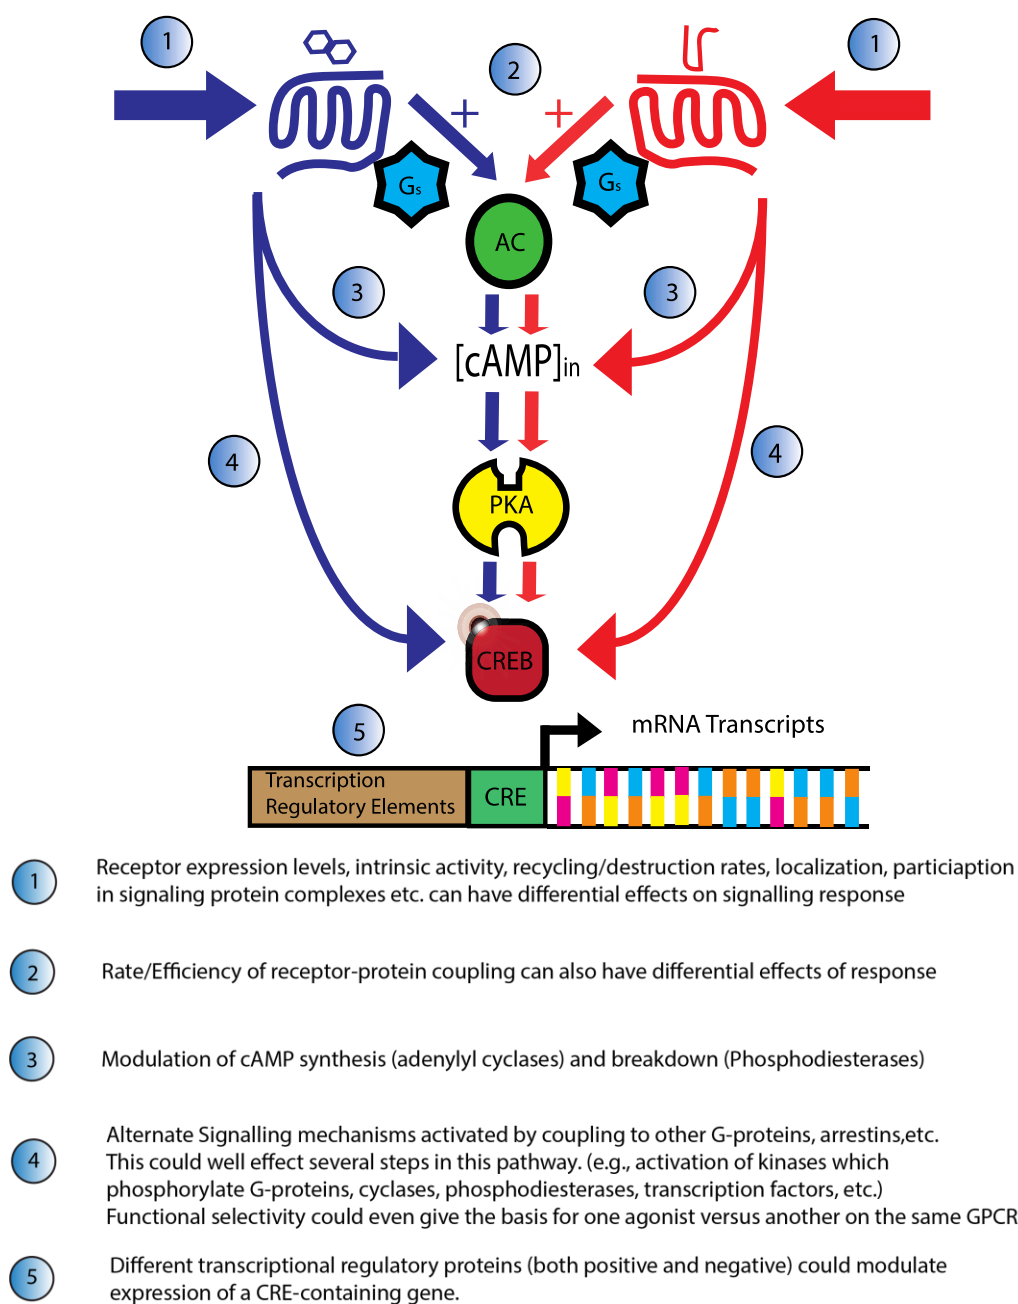 1
1
2
+
+
Gs
Gs
AC
3
3
[cAMP]in
4
4
PKA
CREB
5
mRNA Transcripts
Transcription
Regulatory Elements
CRE
1
Receptor expression levels, intrinsic activity, recycling/destruction rates, localization, particiaption
in signaling protein complexes etc. can have differential effects on signalling response
2
Rate/Efficiency of receptor-protein coupling can also have differential effects of response
3
Modulation of cAMP synthesis (adenylyl cyclases) and breakdown (Phosphodiesterases)
4
Alternate Signalling mechanisms activated by coupling to other G-proteins, arrestins,etc.
This could well effect several steps in this pathway. (e.g., activation of kinases which
phosphorylate G-proteins, cyclases, phosphodiesterases, transcription factors, etc.)
Functional selectivity could even give the basis for one agonist versus another on the same GPCR
5
Different transcriptional regulatory proteins (both positive and negative) could modulate
expression of a CRE-containing gene.